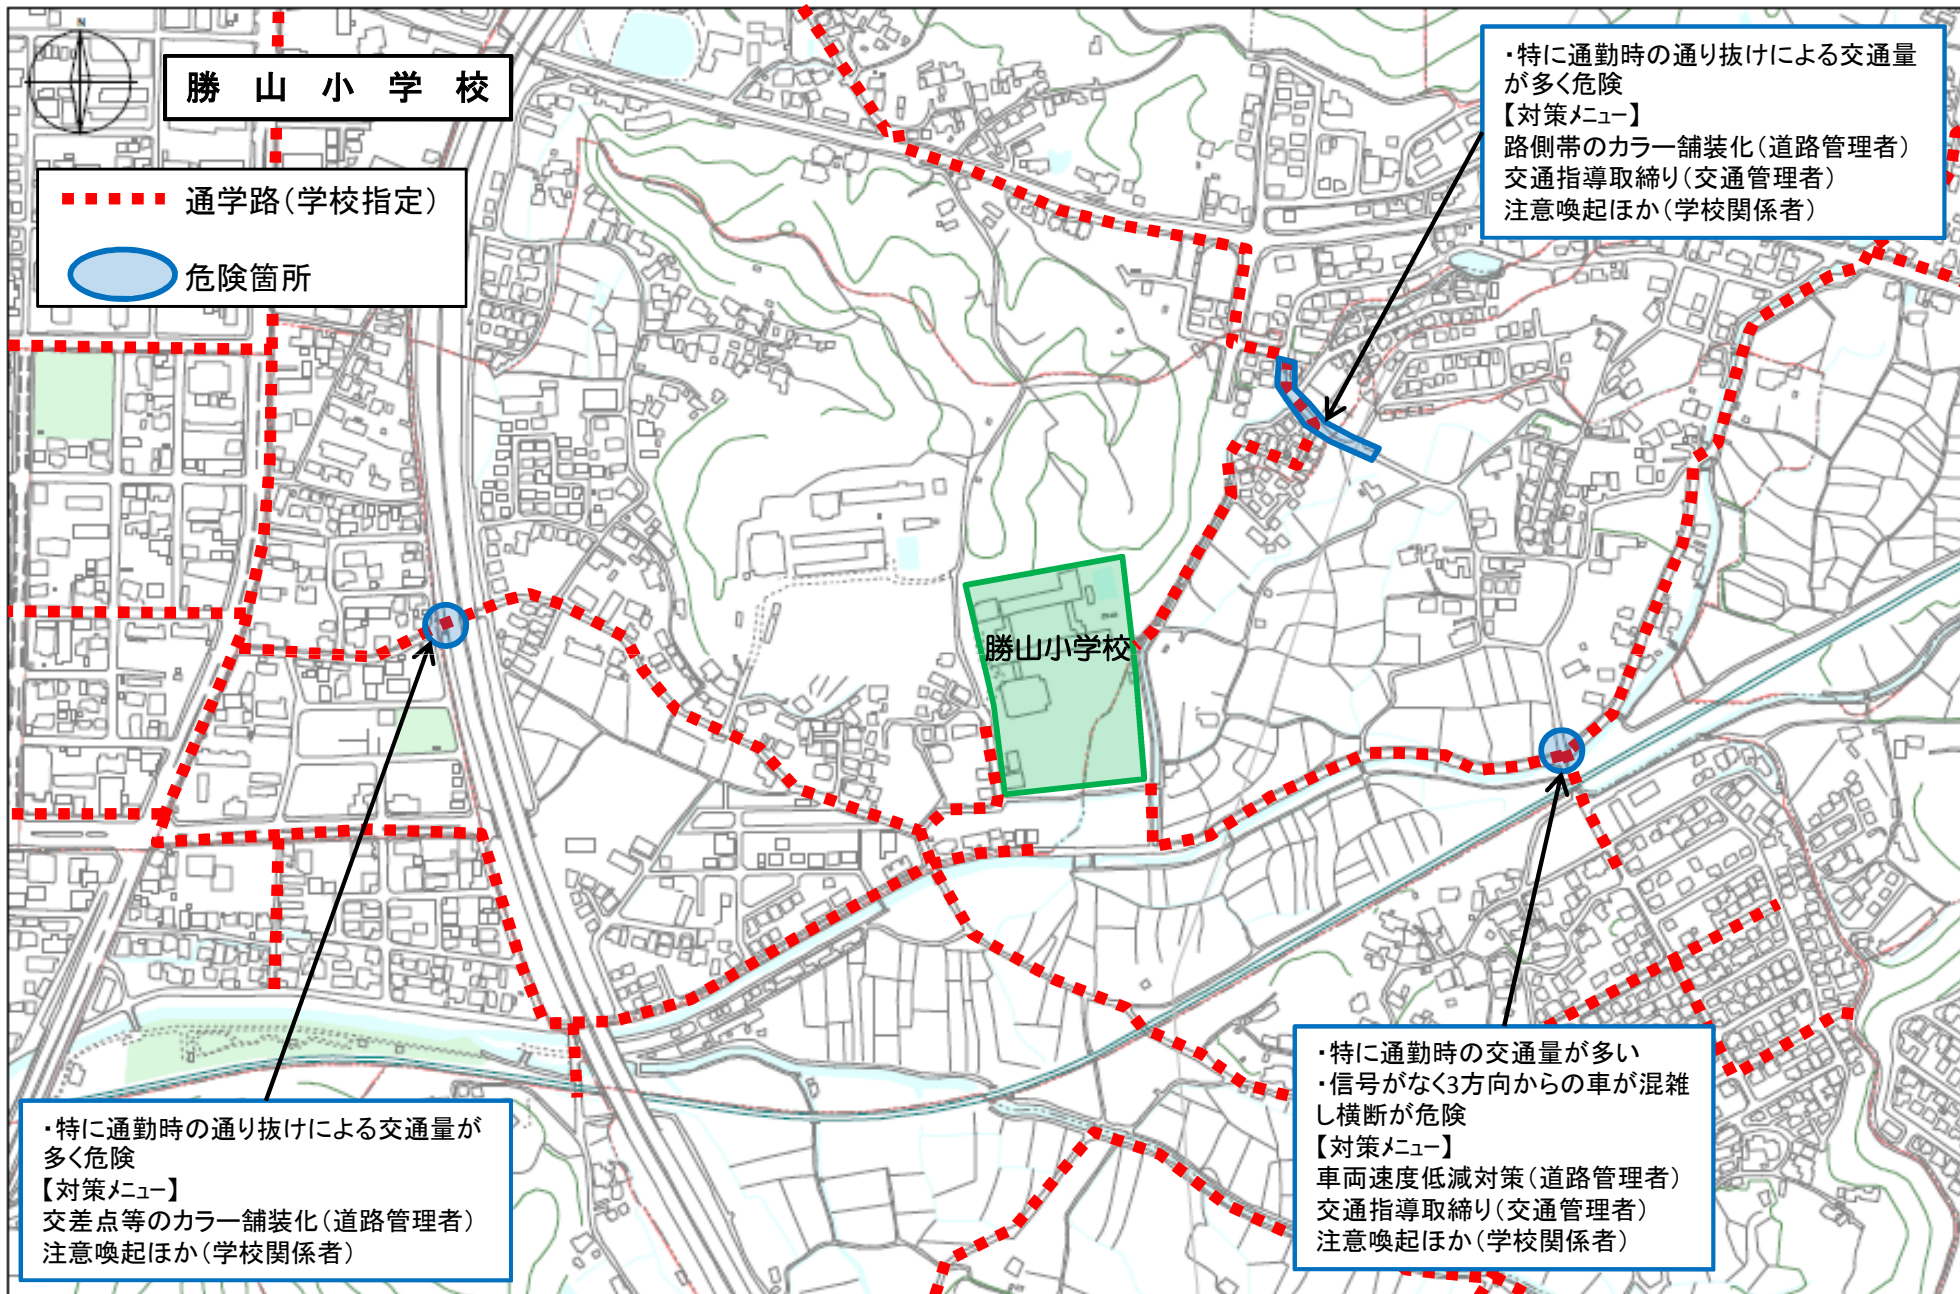 N
勝山小学校
通学路（学校指定）
危険箇所
・特に通勤時の通り抜けによる交通量
が多く危険
【対策メニュー】
路側帯のカラー舗装化（道路管理者）
交通指導取締り（交通管理者）
注意喚起ほか（学校関係者）
勝山小学校
・特に通勤時の通り抜けによる交通量が
多く危険
【対策メニュー】
交差点等のカラー舗装化（道路管理者）
注意喚起ほか（学校関係者）
・特に通勤時の交通量が多い
・信号がなく3方向からの車が混雑
し横断が危険
【対策メニュー】
車両速度低減対策（道路管理者）
交通指導取締り（交通管理者）
注意喚起ほか（学校関係者）